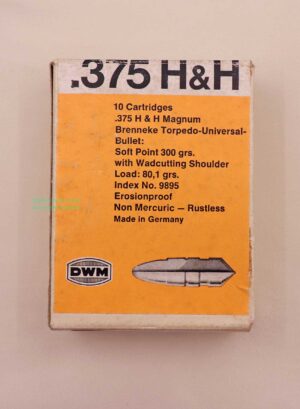 .375 H&H
10 Cartridges
.375 H & H Magnum
Brenneke Torpedo-Universal-
Bullet:
Soft Point 300 grs.
with Wadcutting Shoulder
Load: 80,1 grs.
Index No. 9895
Erosionproof
Non Mercuric — Rustless
Made in Germany
DWM